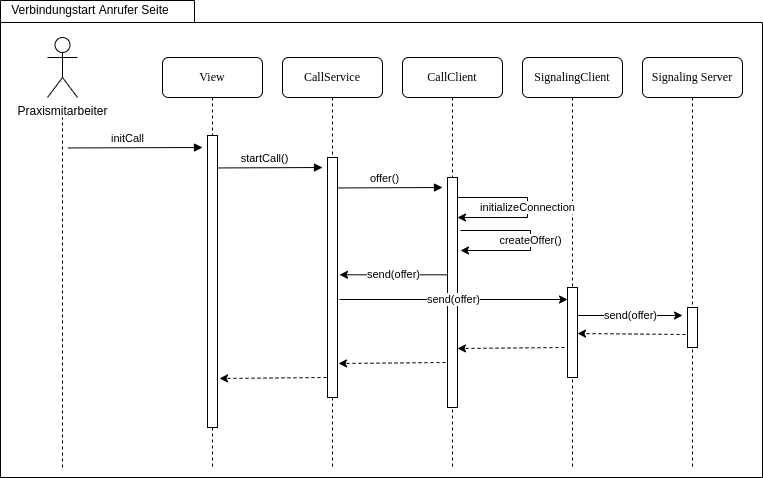 Verbindungstart Anrufer Seite
Praxismitarbeiter
View
CallService
CallClient
SignalingClient
Signaling Server
initCall
startCall()
offer()
initializeConnection
createOffer()
send(offer)
send(offer)
send(offer)